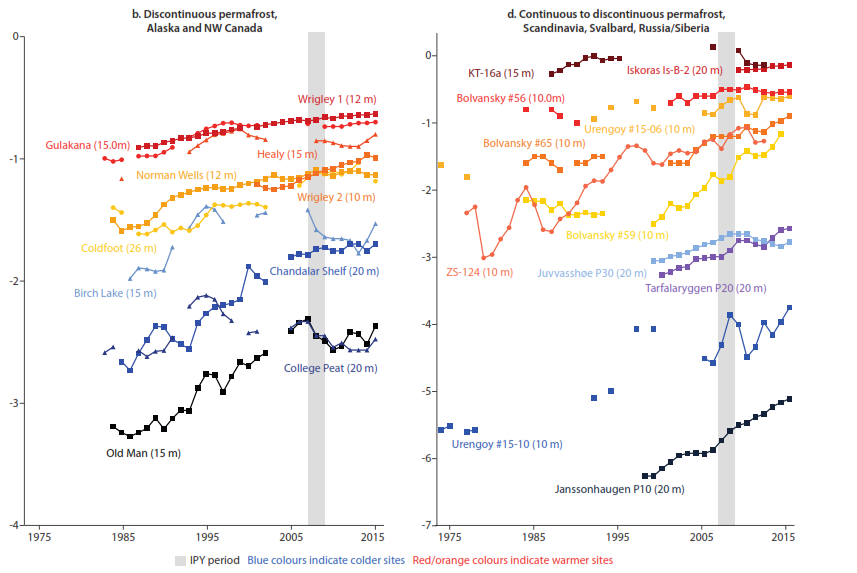 b. Discontinuous permafrost,
Alaska and NW Canada
0
-1
-2
-3
-4
1975
1985
1995
2005
2015
Wrigley 1 (12 m)
Gulakana (15.0m)
Healy (15 m)
Norman Wells (12 m)
Wrigley 2 (10 m)
Coldfoot (26 m)
Birch Lake (15 m)
Chandalar Shelf (20 m)
College Peat (20 m)
Old Man (15 m)
d. Continuous to discontinuous permafrost,
Scandinavia, Svalbard, Russia/Siberia
0
-1
-2
-3
-4
-5
-6
-7
1975
1985
1995
2005
2015
KT-16a (15 m)
Iskoras Is-B-2 (20 m)
Bolvansky #56 (10.0m)
Urengoy #15-06 (10 m)
Bolvansky #65 (10 m)
Bolvansky #59 (10 m)
ZS-124 (10 m)
Juvvasshøe P30 (20 m)
Tarfalaryggen P20 (20 m)
Urengoy #15-10 (10 m)
Janssonhaugen P10 (20 m)
IPY period Blue colours indicate colder sites Red/orange colours indicate warmer sites